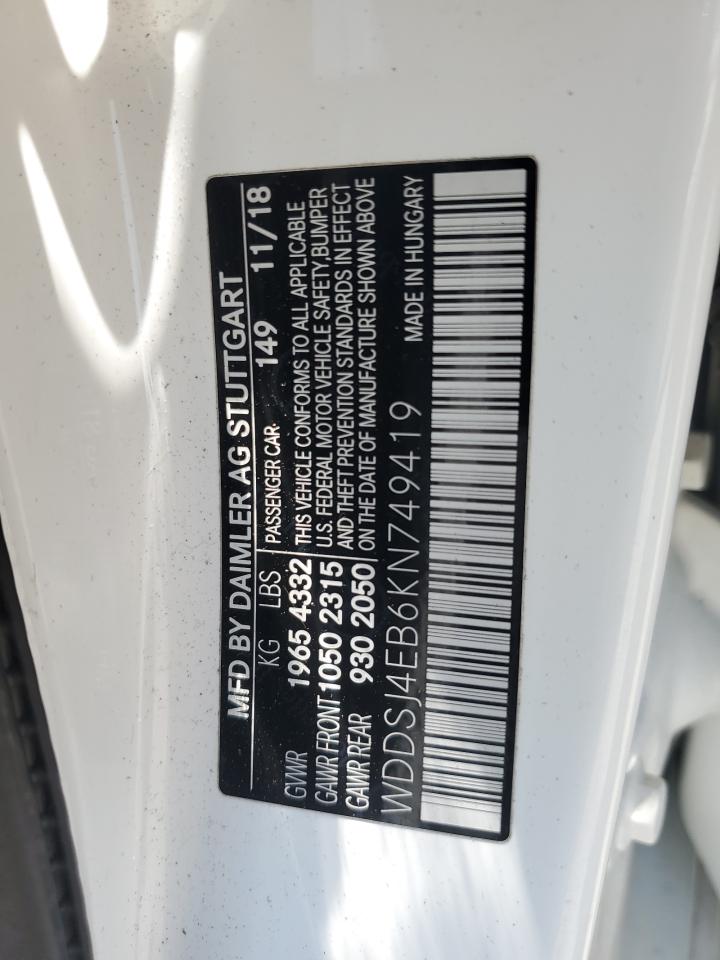 MFD BY DAIMLER AG STUTTGART
KG LBS PASSENGER CAR 149 11/18
GVWR 1965 4332 THIS VEHICLE CONFORMS TO ALL APPLICABLE
GAWR FRONT 1050 2315 U.S. FEDERAL MOTOR VEHICLE SAFETY,BUMPER
AND THEFT PREVENTION STANDARDS IN EFFECT
GAWR REAR 930 2050 ON THE DATE OF MANUFACTURE SHOWN ABOVE
WDDSJ4EB6KN749419 MADE IN HUNGARY